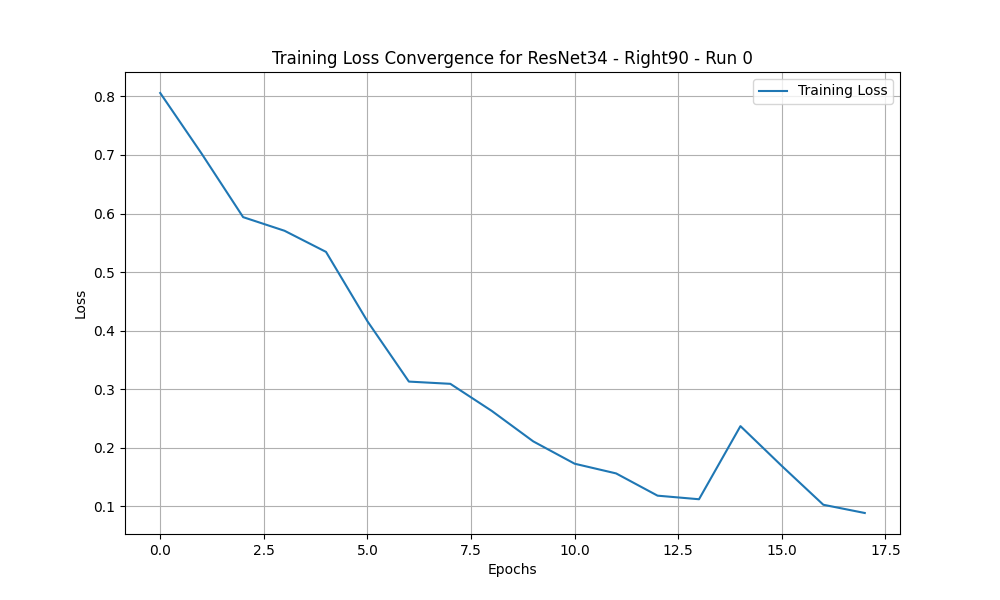 Training Loss Convergence for ResNet34 - Right90 - Run 0
Training Loss
0.8
0.7
0.6
0.5
0.4
0.3
0.2
0.1
Loss
0.0 2.5 5.0 7.5 10.0 12.5 15.0 17.5
Epochs